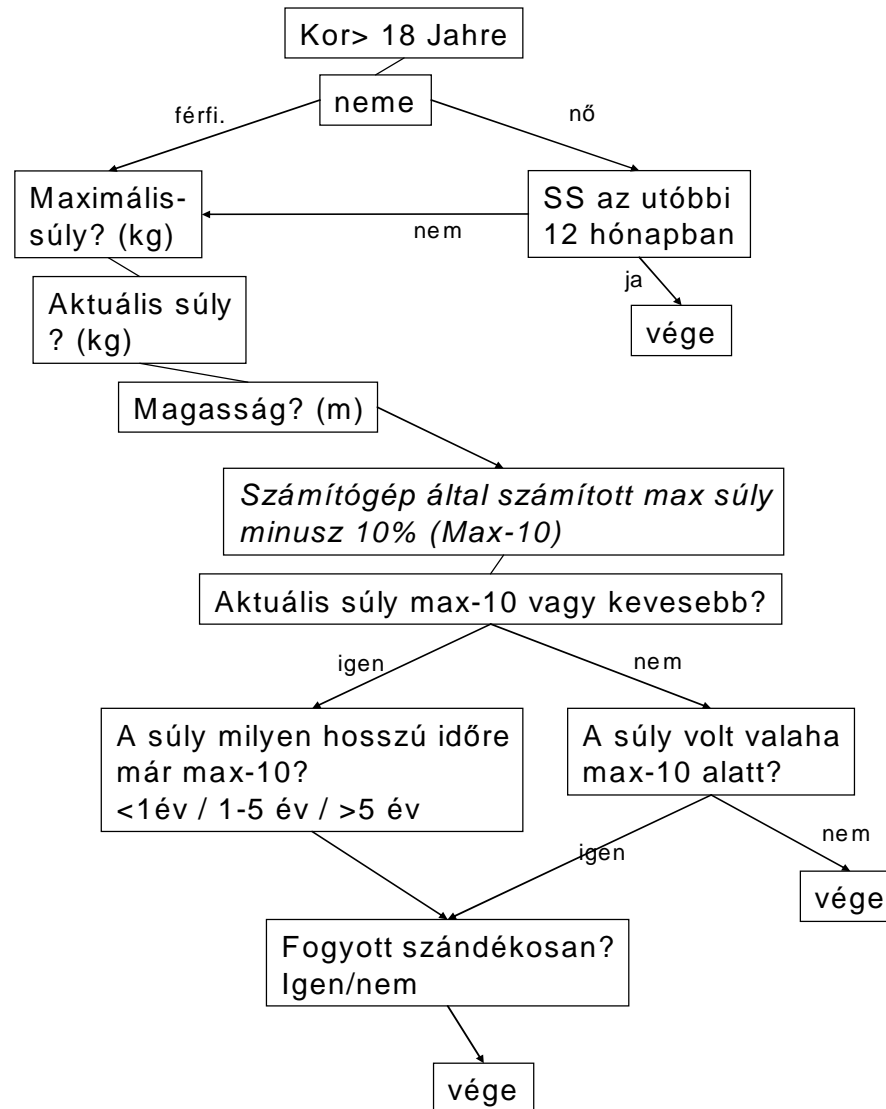 Kor> 18 Jahre
neme
férfi.
nő
Maximális-
súly? (kg)
nem
SS az utóbbi
12 hónapban
ja
vége
Aktuális súly
? (kg)
Magasság? (m)
Számítógép által számított max súly
minusz 10% (Max-10)
Aktuális súly max-10 vagy kevesebb?
igen
nem
A súly milyen hosszú időre
már max-10?
<1év / 1-5 év / >5 év
A súly volt valaha
max-10 alatt?
igen
nem
vége
Fogyott szándékosan?
Igen/nem
vége